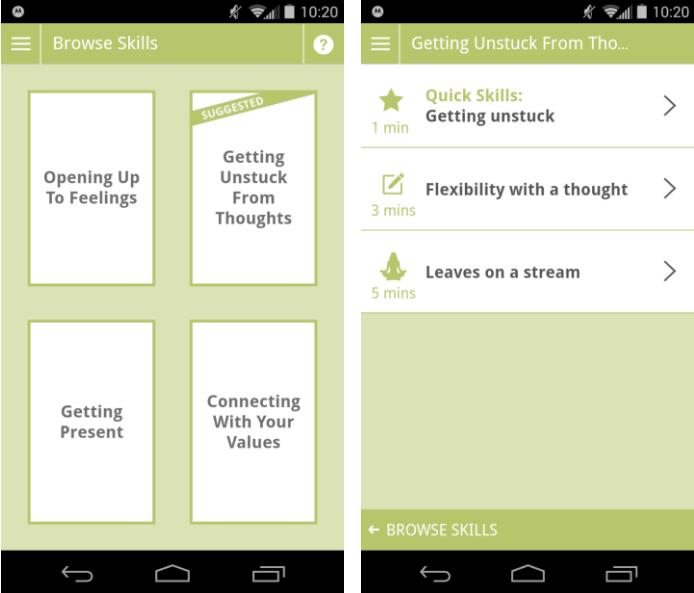 10:20
Browse Skills
?
Opening Up
To Feelings
SUGGESTED
Getting
Unstuck
From
Thoughts
Getting
Present
Connecting
With Your
Values
10:20
Getting Unstuck From Tho...
1 min
Quick Skills:
Getting unstuck
3 mins
Flexibility with a thought
5 mins
Leaves on a stream
BROWSE SKILLS